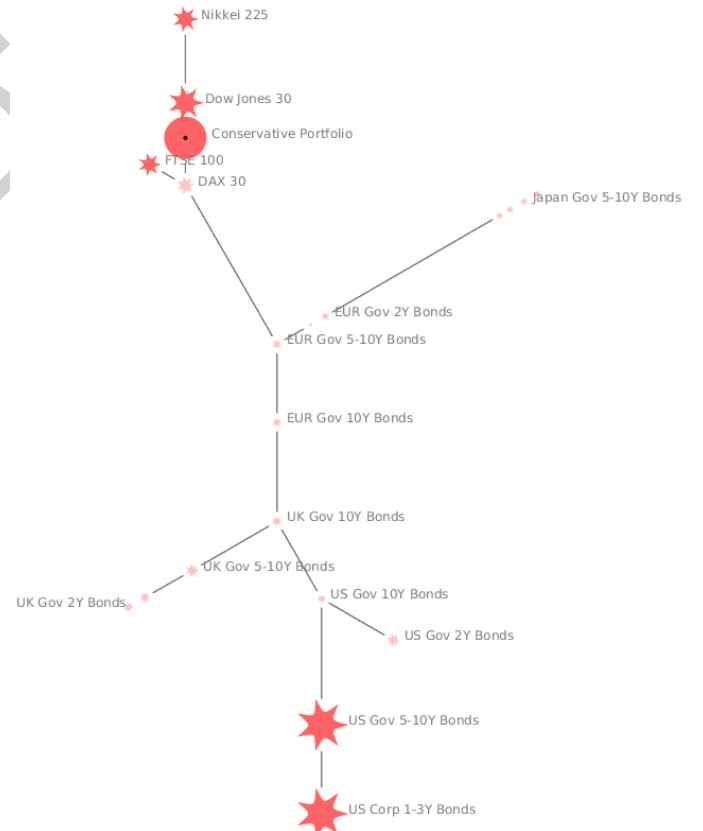 Nikkei 225
Dow Jones 30
Conservative Portfolio
FTSE 100
DAX 30
Japan Gov 5-10Y Bonds
EUR Gov 2Y Bonds
EUR Gov 5-10Y Bonds
EUR Gov 10Y Bonds
UK Gov 10Y Bonds
UK Gov 5-10Y Bonds
US Gov 10Y Bonds
UK Gov 2Y Bonds
US Gov 2Y Bonds
US Gov 5-10Y Bonds
US Corp 1-3Y Bonds